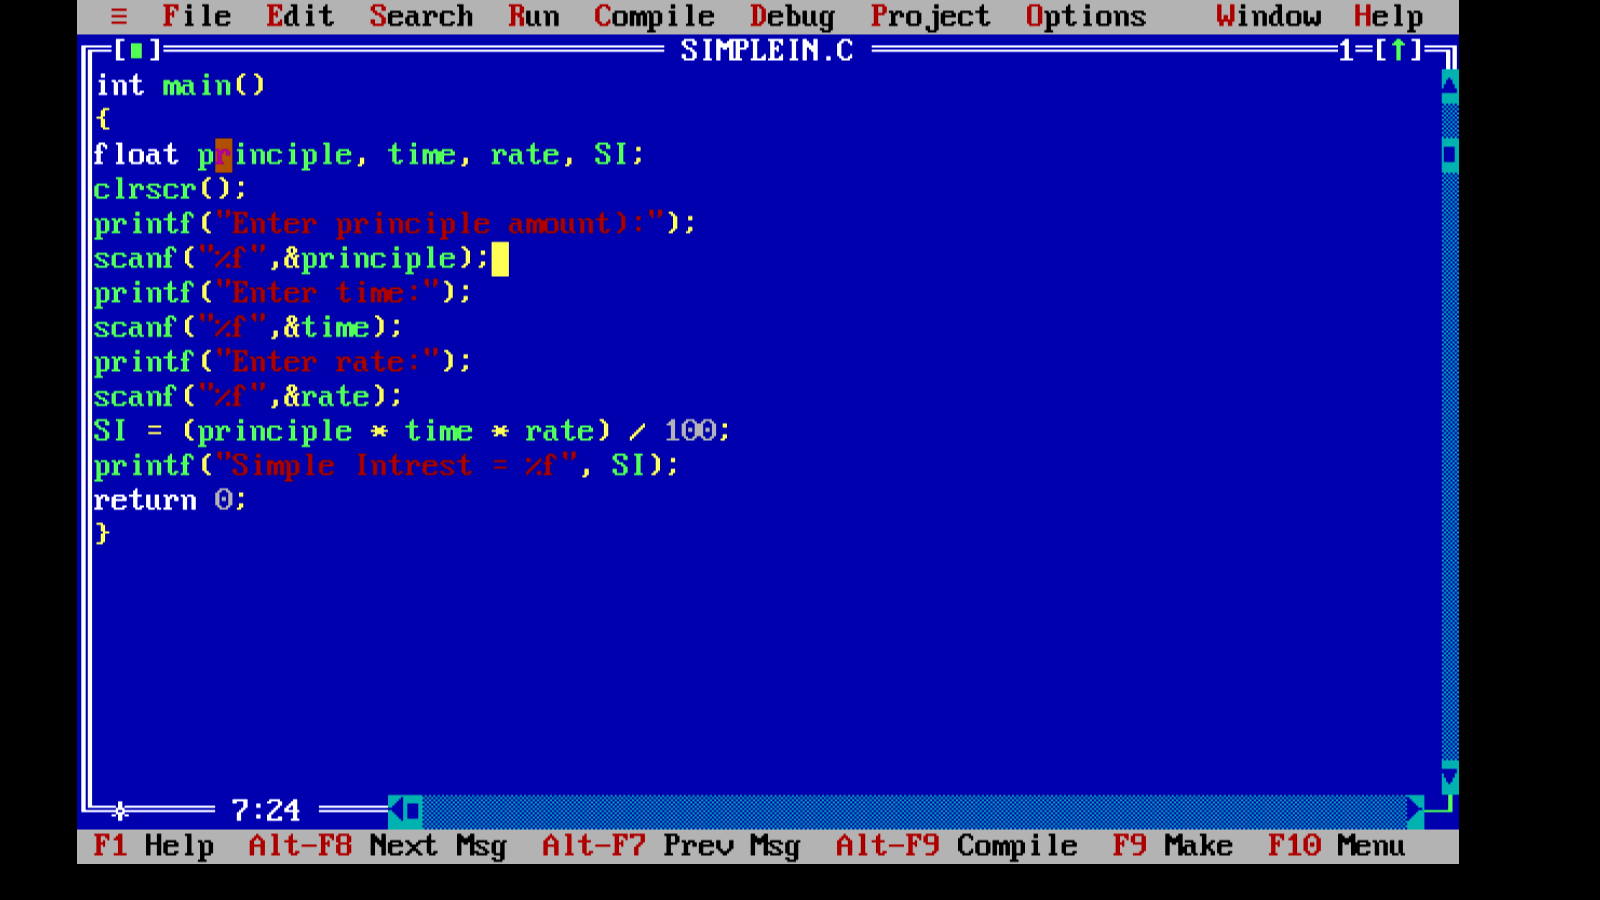 ≡ File Edit Search Run Compile Debug Project Options Window Help
[■] SIMPLEIN.C 1=[↑]
int main()
{
float principle, time, rate, SI;
clrscr();
printf("Enter principle amount):");
scanf("%f",&principle);
printf("Enter time:");
scanf("%f",&time);
printf("Enter rate:");
scanf("%f",&rate);
SI = (principle * time * rate) / 100;
printf("Simple Intrest = %f", SI);
return 0;
}
* 7:24
F1 Help Alt-F8 Next Msg Alt-F7 Prev Msg Alt-F9 Compile F9 Make F10 Menu